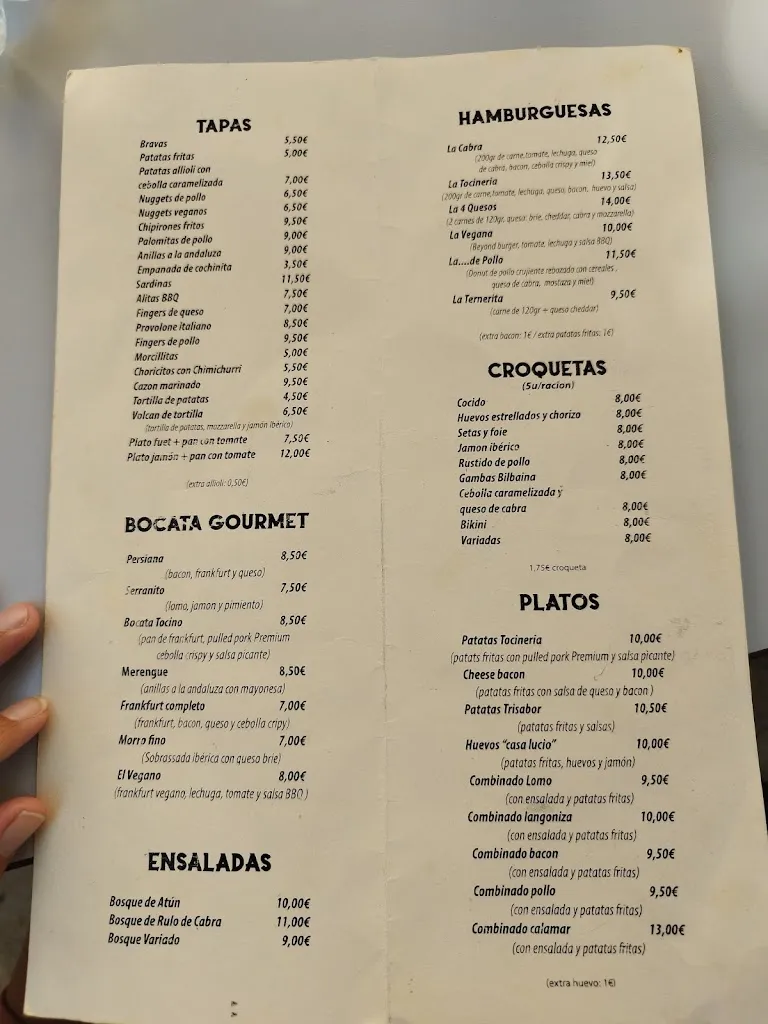 TAPAS
Bravas 5,50€
Patatas fritas 5,00€
Patatas allioli con
cebolla caramelizada 7,00€
Nuggets de pollo 6,50€
Nuggets veganos 6,50€
Chipirones fritos 9,50€
Palomitas de pollo 9,00€
Anillas a la andaluza 9,00€
Empanada de cochinita 3,50€
Sardinas 11,50€
Alitas BBQ 7,50€
Fingers de queso 7,00€
Provolone italiano 8,50€
Fingers de pollo 9,50€
Morcillitas 5,00€
Choricitos con Chimichurri 5,50€
Cazon marinado 9,50€
Tortilla de patatas 4,50€
Volcan de tortilla 6,50€
(tortilla de patatas, muzzarella y jamón ibérico)
Plato fuet + pan con tomate 7,50€
Plato jamón + pan con tomate 12,00€
(extra allioli: 0,50€)
BOCATA GOURMET
Persiana 8,50€
(bacon, frankfurt y queso)
Serranito 7,50€
(lomo, jamon y pimiento)
Bocata Tocino 8,50€
(pan de frankfurt, pulled pork Premium
cebolla crispy y salsa picante)
Merengue 8,50€
(anillas a la andaluza con mayonesa)
Frankfurt completo 7,00€
(frankfurt, bacon, queso y cebolla cripy)
Morro fino 7,00€
(Sobrassada ibérica con queso brie)
El Vegano 8,00€
(frankfurt vegano, lechuga, tomate y salsa BBQ)
ENSALADAS
Bosque de Atún 10,00€
Bosque de Rulo de Cabra 11,00€
Bosque Variado 9,00€
HAMBURGUESAS
La Cabra 12,50€
(200gr de carne,tomate, lechuga, queso
de cabra, bacon, cebolla crispy y miel)
La Tocineria 13,50€
(200gr de carne,tomate, lechuga, queso, bacon, huevo y salsa)
La 4 Quesos 14,00€
(2 carnes de 120gr, queso: brie, cheddar, cabra y mozzarella)
La Vegana 10,00€
(Beyond burger, tomate, lechuga y salsa BBQ)
La....de Pollo 11,50€
(Donut de pollo crujiente rebozado con cereales,
queso de cabra, mostaza y miel)
La Ternerita 9,50€
(carne de 120gr + queso cheddar)
(extra bacon: 1€ / extra patatas fritas: 1€)
CROQUETAS
(5u/racion)
Cocido 8,00€
Huevos estrellados y chorizo 8,00€
Setas y foie 8,00€
Jamon ibérico 8,00€
Rustido de pollo 8,00€
Gambas Bilbaina 8,00€
Cebolla caramelizada y
queso de cabra 8,00€
Bikini 8,00€
Variadas 8,00€
1,75€ croqueta
PLATOS
Patatas Tocineria 10,00€
(patats fritas con pulled pork Premium y salsa picante)
Cheese bacon 10,00€
(patatas fritas con salsa de queso y bacon )
Patatas Trisabor 10,50€
(patatas fritas y salsas)
Huevos "casa lucio" 10,00€
(patatas fritas, huevos y jamón)
Combinado Lomo 9,50€
(con ensalada y patatas fritas)
Combinado langoniza 10,00€
(con ensalada y patatas fritas)
Combinado bacon 9,50€
(con ensalada y patatas fritas)
Combinado pollo 9,50€
(con ensalada y patatas fritas)
Combinado calamar 13,00€
(con ensalada y patatas fritas)
(extra huevo: 1€)